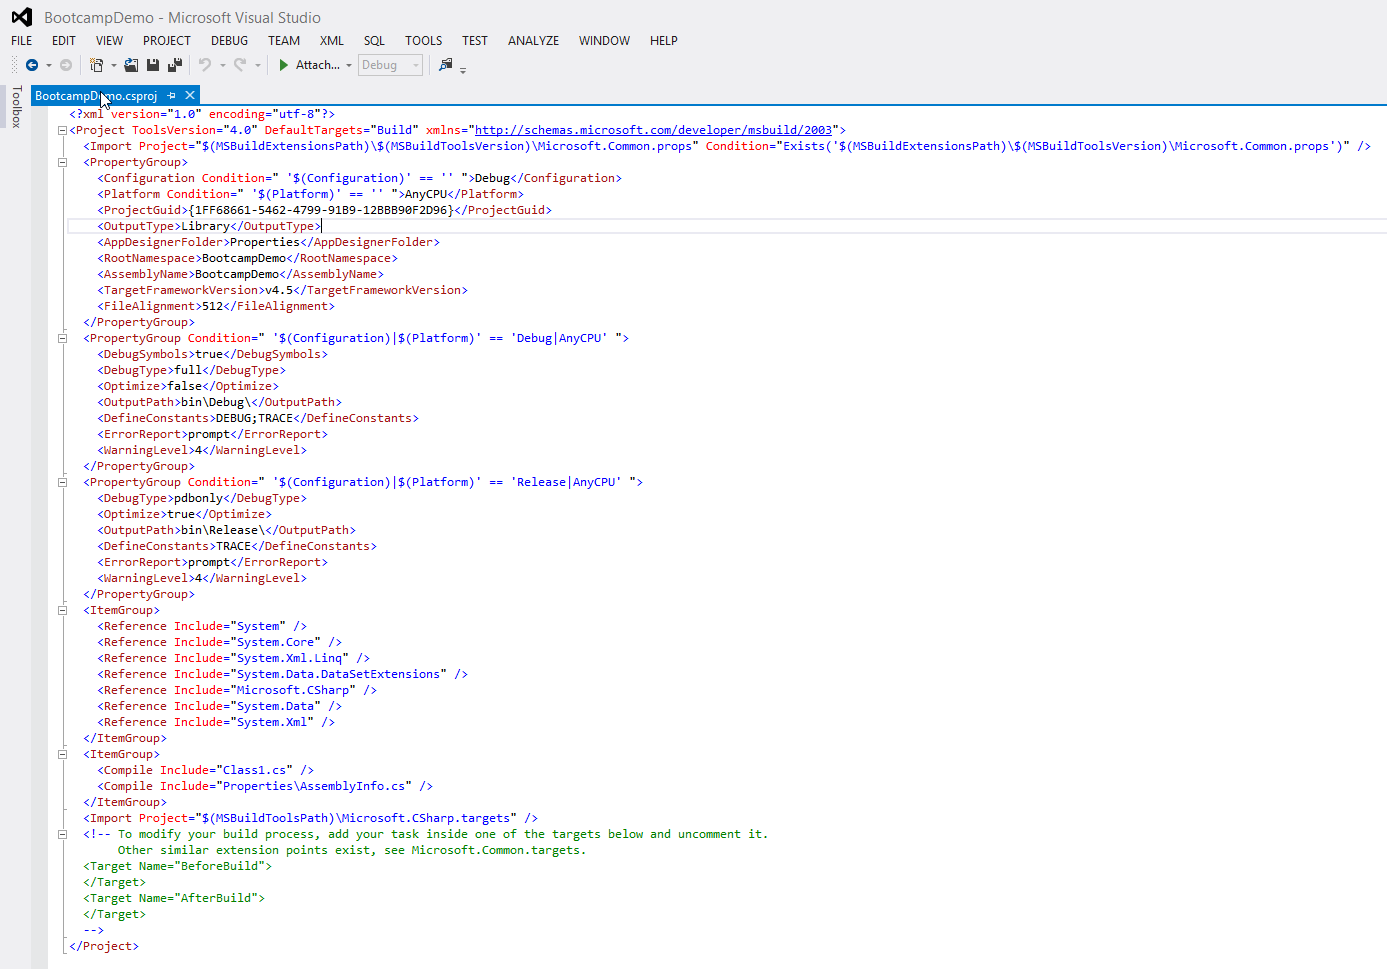 BootcampDemo - Microsoft Visual Studio
FILE EDIT VIEW PROJECT DEBUG TEAM XML SQL TOOLS TEST ANALYZE WINDOW HELP
Attach... Debug
Toolbox
BootcampDemo.csproj
<?xml version="1.0" encoding="utf-8"?>
<Project ToolsVersion="4.0" DefaultTargets="Build" xmlns="http://schemas.microsoft.com/developer/msbuild/2003">
<Import Project="$(MSBuildExtensionsPath)\$(MSBuildToolsVersion)\Microsoft.Common.props" Condition="Exists('$(MSBuildExtensionsPath)\$(MSBuildToolsVersion)\Microsoft.Common.props')" />
<PropertyGroup>
<Configuration Condition=" '$(Configuration)' == '' ">Debug</Configuration>
<Platform Condition=" '$(Platform)' == '' ">AnyCPU</Platform>
<ProjectGuid>{1FF68661-5462-4799-91B9-12BBB90F2D96}</ProjectGuid>
<OutputType>Library</OutputType>
<AppDesignerFolder>Properties</AppDesignerFolder>
<RootNamespace>BootcampDemo</RootNamespace>
<AssemblyName>BootcampDemo</AssemblyName>
<TargetFrameworkVersion>v4.5</TargetFrameworkVersion>
<FileAlignment>512</FileAlignment>
</PropertyGroup>
<PropertyGroup Condition=" '$(Configuration)|$(Platform)' == 'Debug|AnyCPU' ">
<DebugSymbols>true</DebugSymbols>
<DebugType>full</DebugType>
<Optimize>false</Optimize>
<OutputPath>bin\Debug\</OutputPath>
<DefineConstants>DEBUG;TRACE</DefineConstants>
<ErrorReport>prompt</ErrorReport>
<WarningLevel>4</WarningLevel>
</PropertyGroup>
<PropertyGroup Condition=" '$(Configuration)|$(Platform)' == 'Release|AnyCPU' ">
<DebugType>pdbonly</DebugType>
<Optimize>true</Optimize>
<OutputPath>bin\Release\</OutputPath>
<DefineConstants>TRACE</DefineConstants>
<ErrorReport>prompt</ErrorReport>
<WarningLevel>4</WarningLevel>
</PropertyGroup>
<ItemGroup>
<Reference Include="System" />
<Reference Include="System.Core" />
<Reference Include="System.Xml.Linq" />
<Reference Include="System.Data.DataSetExtensions" />
<Reference Include="Microsoft.CSharp" />
<Reference Include="System.Data" />
<Reference Include="System.Xml" />
</ItemGroup>
<ItemGroup>
<Compile Include="Class1.cs" />
<Compile Include="Properties\AssemblyInfo.cs" />
</ItemGroup>
<Import Project="$(MSBuildToolsPath)\Microsoft.CSharp.targets" />
<!-- To modify your build process, add your task inside one of the targets below and uncomment it.
Other similar extension points exist, see Microsoft.Common.targets.
<Target Name="BeforeBuild">
</Target>
<Target Name="AfterBuild">
</Target>
-->
</Project>